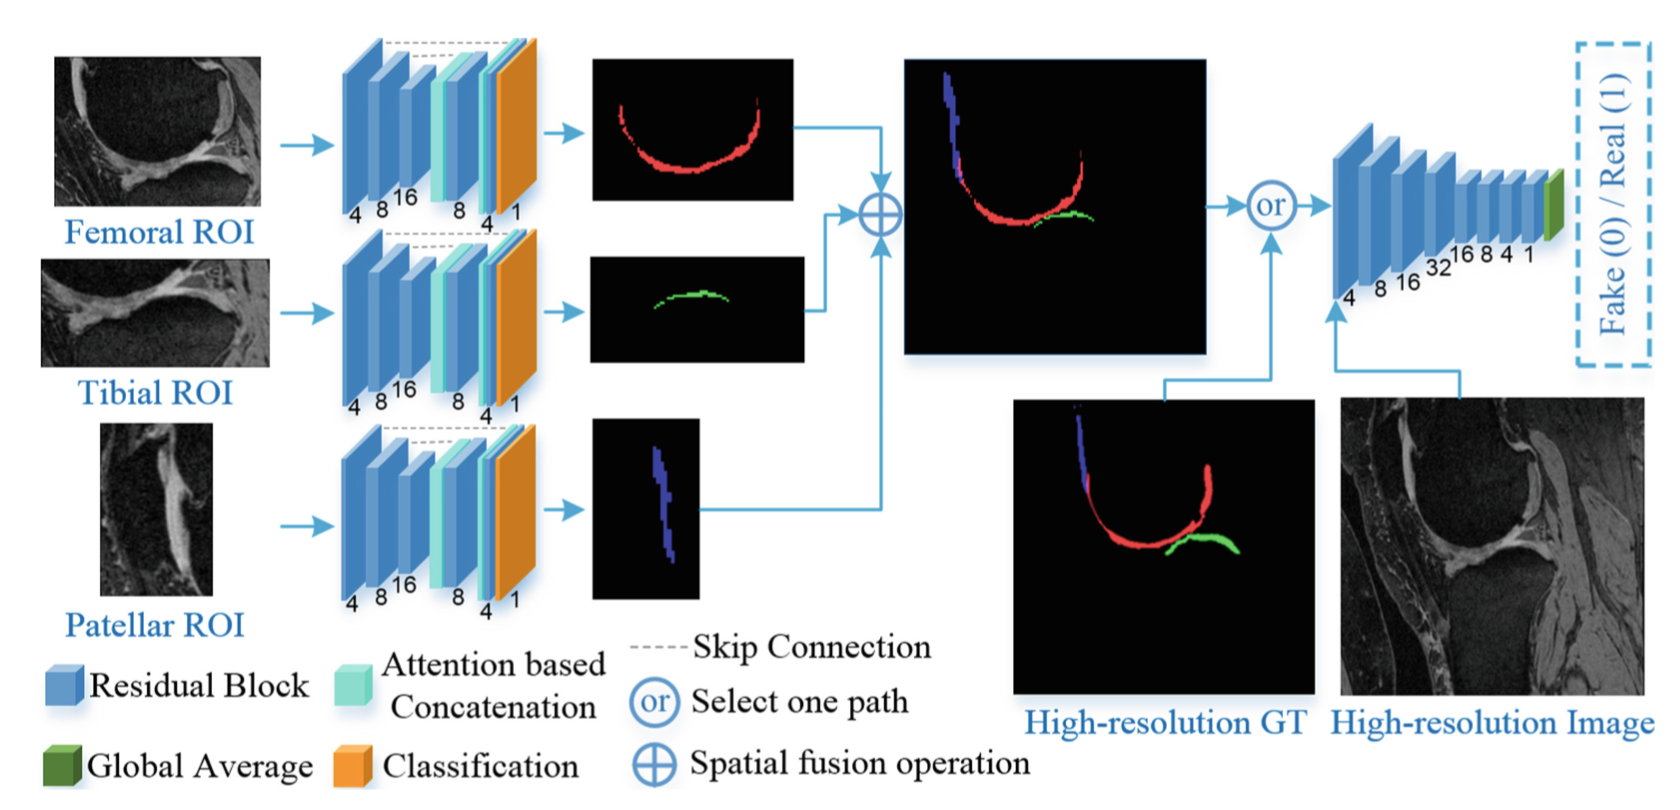 Femoral ROI
4 8 16 8 4 1
Tibial ROI
4 8 16 8 4 1
Patellar ROI
4 8 16 8 4 1
or
4 8 16 32 16 8 4 1
Fake (0) / Real (1)
High-resolution GT
High-resolution Image
Residual Block
Attention based
Concatenation
Skip Connection
or Select one path
Global Average
Classification
Spatial fusion operation